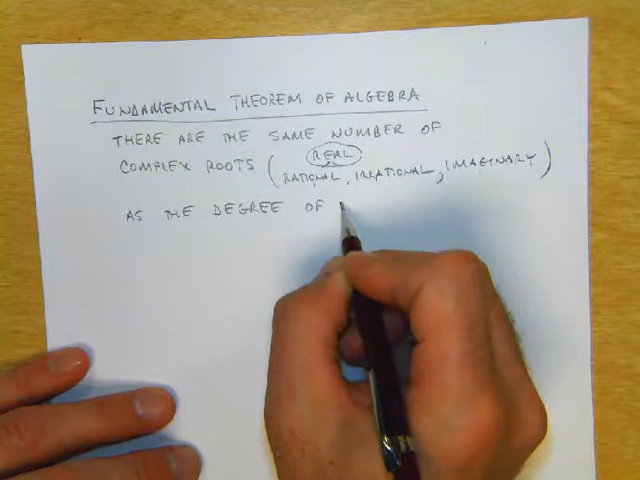 FUNDAMENTAL THEOREM OF ALGEBRA
THERE ARE THE SAME NUMBER OF
REAL
COMPLEX ROOTS (RATIONAL, IRRATIONAL, IMAGINARY)
AS THE DEGREE OF